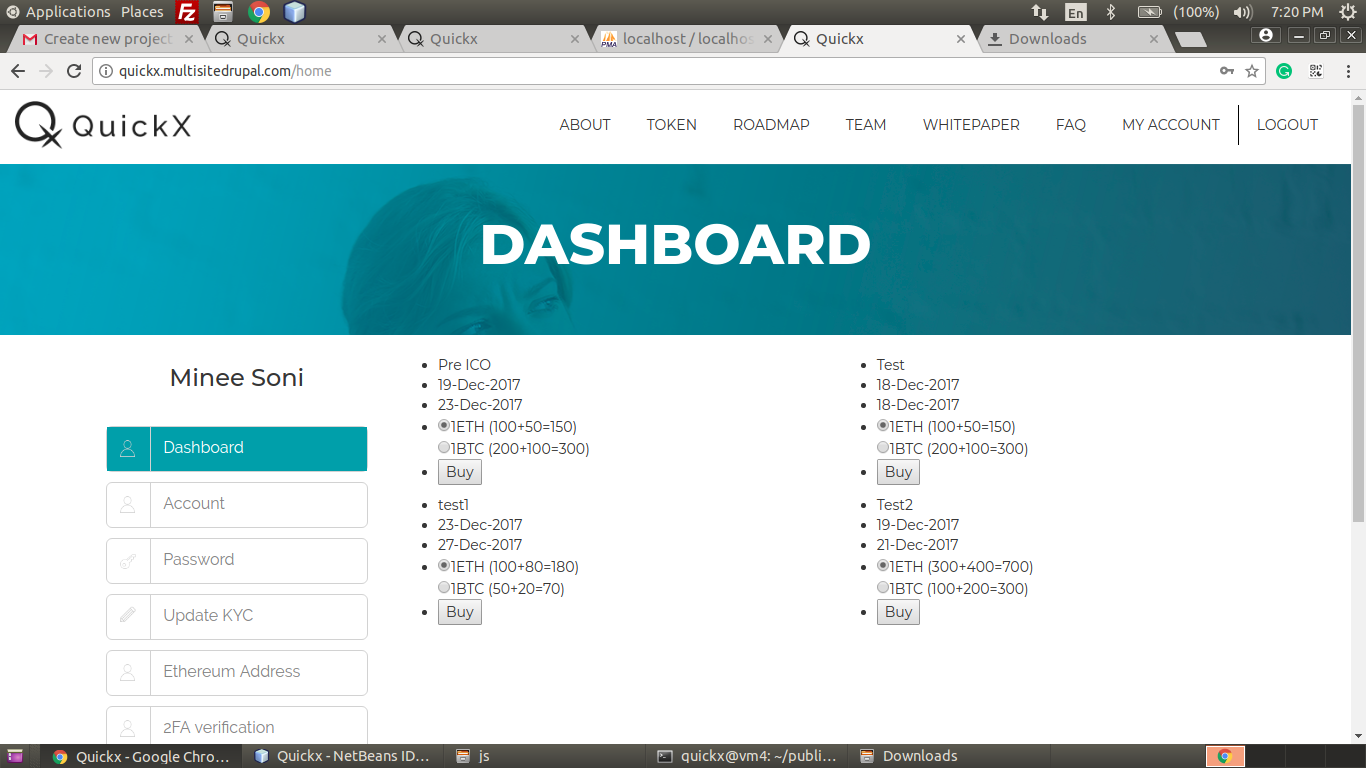 Applications Places En (100%) 7:20 PM
Create new project Quickx Quickx localhost / localhos Quickx Downloads
quickx.multisitedrupal.com/home
QuickX ABOUT TOKEN ROADMAP TEAM WHITEPAPER FAQ MY ACCOUNT LOGOUT
DASHBOARD
Minee Soni
Dashboard
Account
Password
Update KYC
Ethereum Address
2FA verification
Pre ICO
19-Dec-2017
23-Dec-2017
1ETH (100+50=150)
1BTC (200+100=300)
Buy
Test
18-Dec-2017
18-Dec-2017
1ETH (100+50=150)
1BTC (200+100=300)
Buy
test1
23-Dec-2017
27-Dec-2017
1ETH (100+80=180)
1BTC (50+20=70)
Buy
Test2
19-Dec-2017
21-Dec-2017
1ETH (300+400=700)
1BTC (100+200=300)
Buy
Quickx - Google Chro... Quickx - NetBeans ID... js quickx@vm4: ~/publi... Downloads